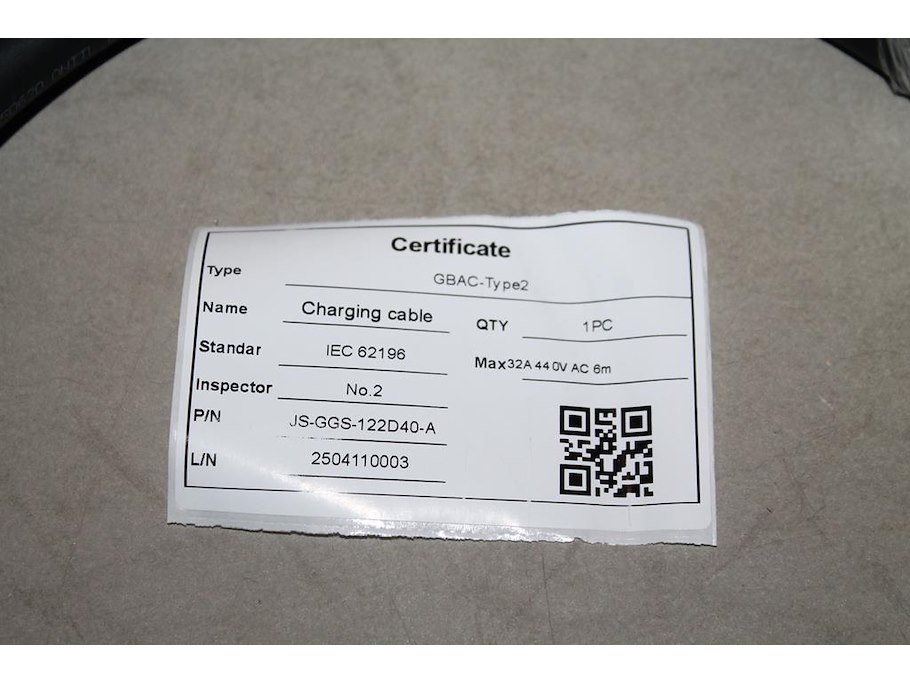 Certificate
Type GBAC-Type2
Name Charging cable QTY 1PC
Standar IEC 62196 Max32A 440V AC 6m
Inspector No.2
P/N JS-GGS-122D40-A
L/N 2504110003